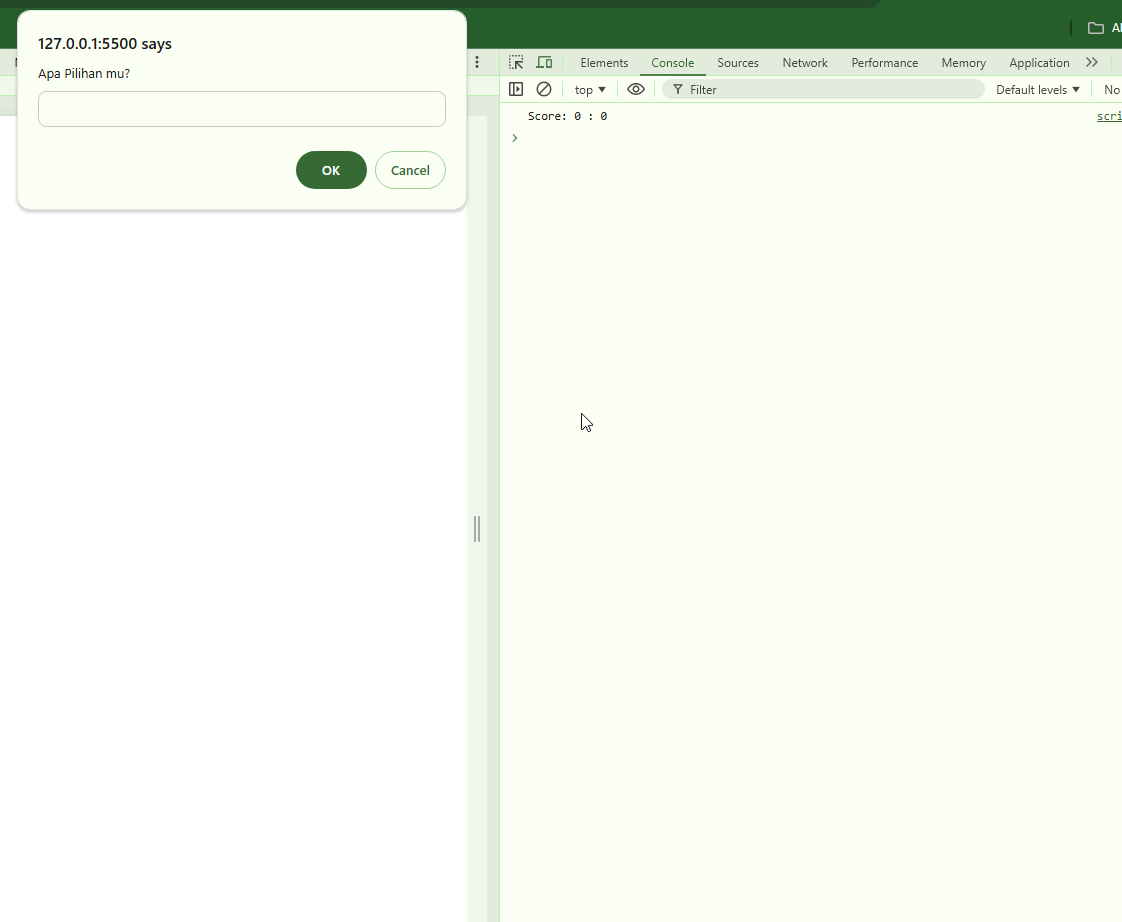 127.0.0.1:5500 says
Apa Pilihan mu?
OK
Cancel
Elements Console Sources Network Performance Memory Application
top Filter Default levels No
Score: 0 : 0 scri